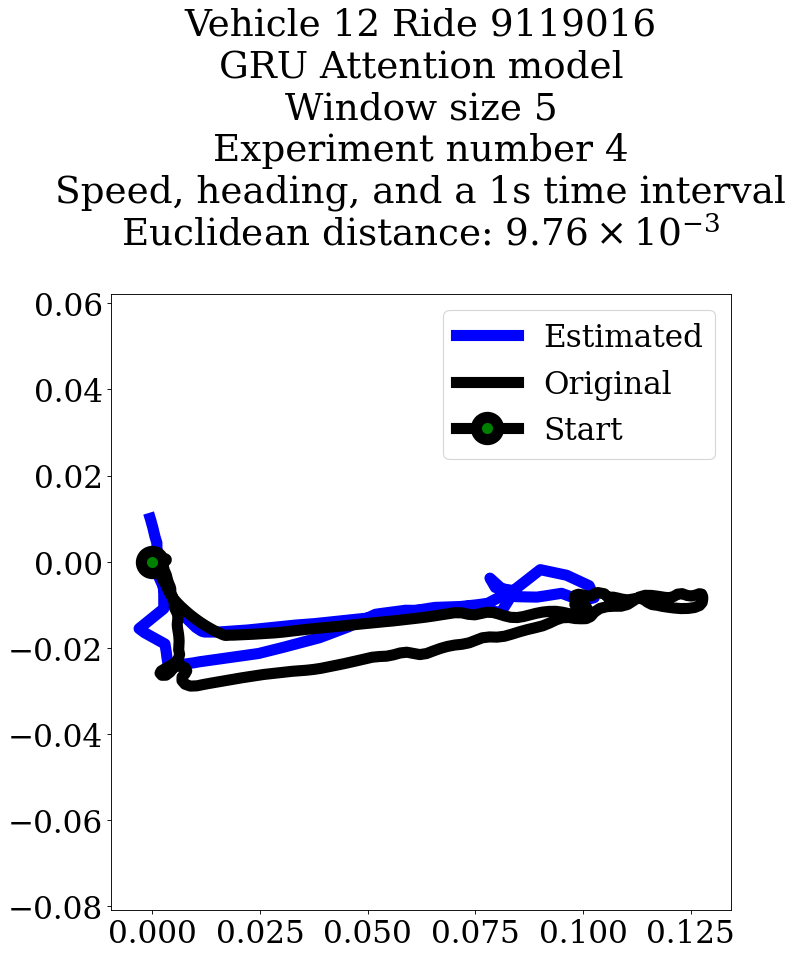 Vehicle 12 Ride 9119016
GRU Attention model
Window size 5
Experiment number 4
Speed, heading, and a 1s time interval
Euclidean distance: 9.76 × 10⁻³
Estimated
Original
Start
0.06
0.04
0.02
0.00
−0.02
−0.04
−0.06
−0.08
0.000 0.025 0.050 0.075 0.100 0.125